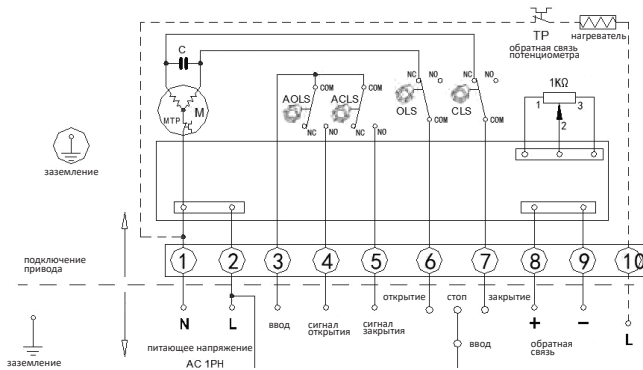 TP
обратная связь
потенциометра
нагреватель
C
M
MTP
COM
COM
AOLS
ACLS
NC
NO
NC
NO
NC
NO
NC
NO
OLS
CLS
COM
COM
1KΩ
1
2
3
заземление
подключение
привода
1
2
3
4
5
6
7
8
9
10
N
L
ввод
сигнал
открытия
сигнал
закрытия
открытие
стоп
закрытие
ввод
+
−
обратная
связь
L
питающее напряжение
AC 1PH
заземление